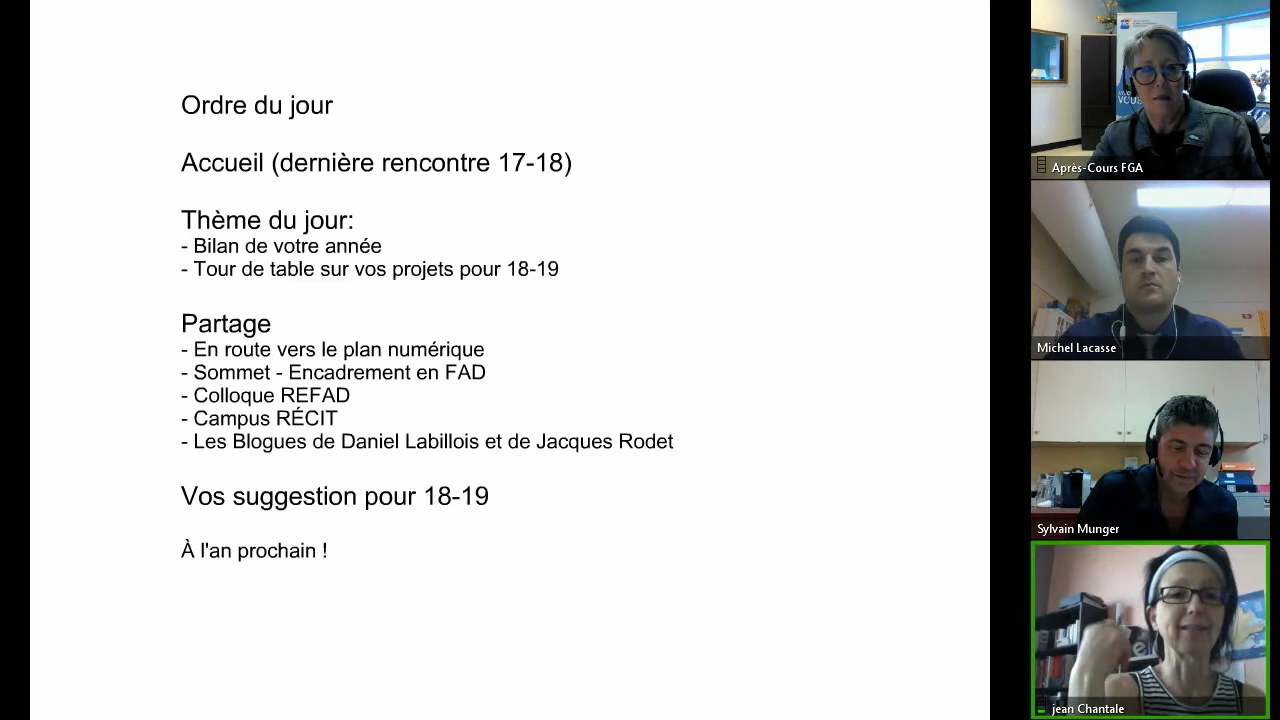 Ordre du jour
Accueil (dernière rencontre 17-18)
Thème du jour:
- Bilan de votre année
- Tour de table sur vos projets pour 18-19
Partage
- En route vers le plan numérique
- Sommet - Encadrement en FAD
- Colloque REFAD
- Campus RÉCIT
- Les Blogues de Daniel Labillois et de Jacques Rodet
Vos suggestion pour 18-19
À l'an prochain !
VOUS
Après-Cours FGA
Michel Lacasse
Sylvain Munger
jean Chantale